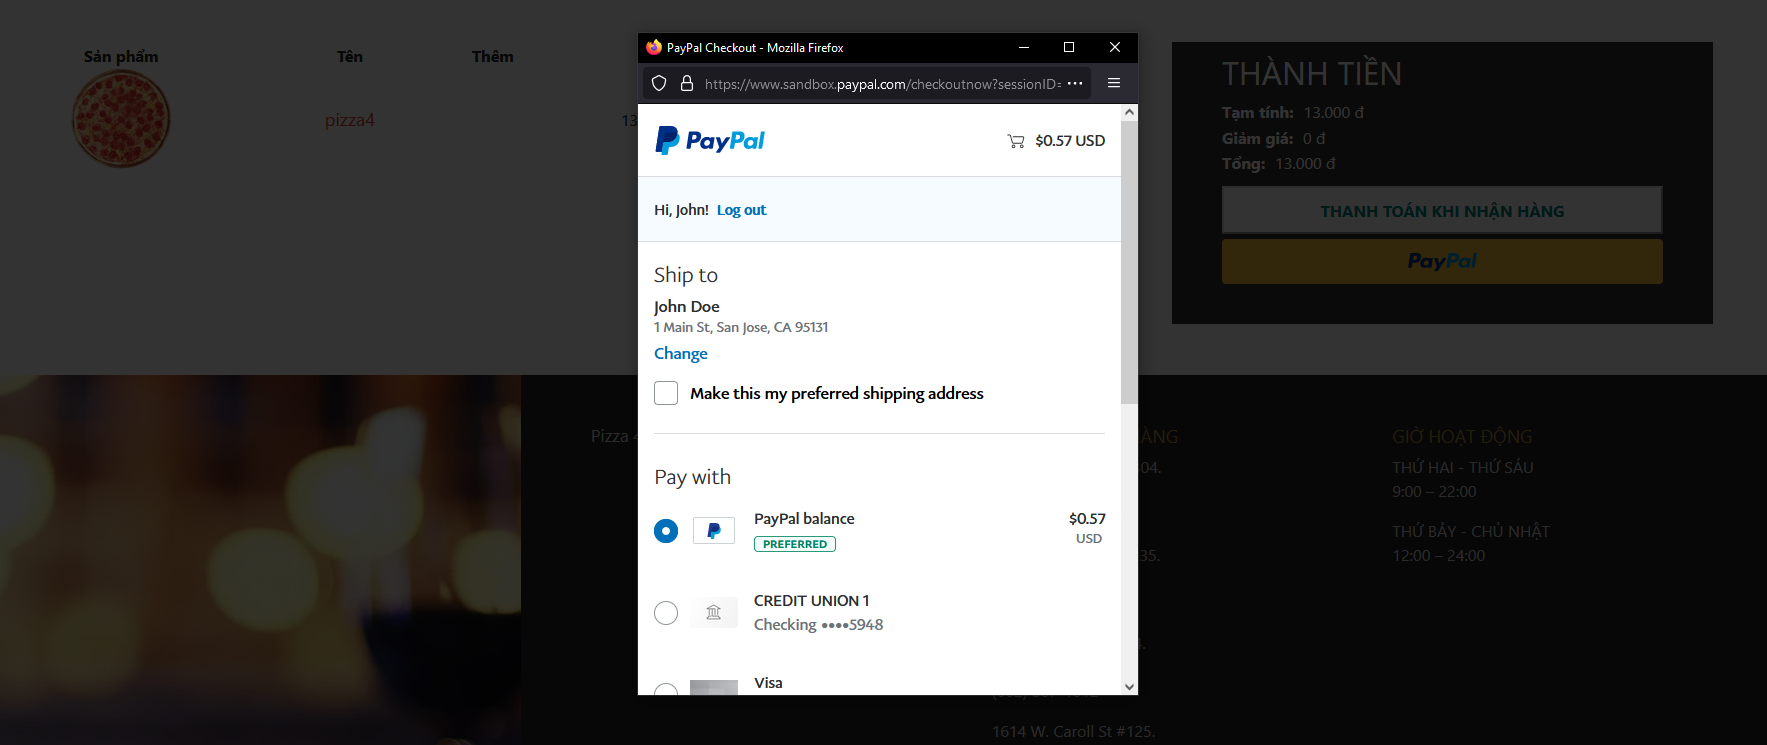 Sản phẩm
Tên
Thêm
pizza4
13
PayPal Checkout - Mozilla Firefox
https://www.sandbox.paypal.com/checkoutnow?sessionID=
PayPal
$0.57 USD
Hi, John! Log out
Ship to
John Doe
1 Main St, San Jose, CA 95131
Change
Make this my preferred shipping address
Pay with
PayPal balance
$0.57
PREFERRED
USD
CREDIT UNION 1
Checking ••••5948
Visa
THÀNH TIỀN
Tạm tính: 13.000 đ
Giảm giá: 0 đ
Tổng: 13.000 đ
THANH TOÁN KHI NHẬN HÀNG
PayPal
Pizza
ÀNG
04.
35.
1614 W. Caroll St #125.
GIỜ HOẠT ĐỘNG
THỨ HAI - THỨ SÁU
9:00 – 22:00
THỨ BẢY - CHỦ NHẬT
12:00 – 24:00